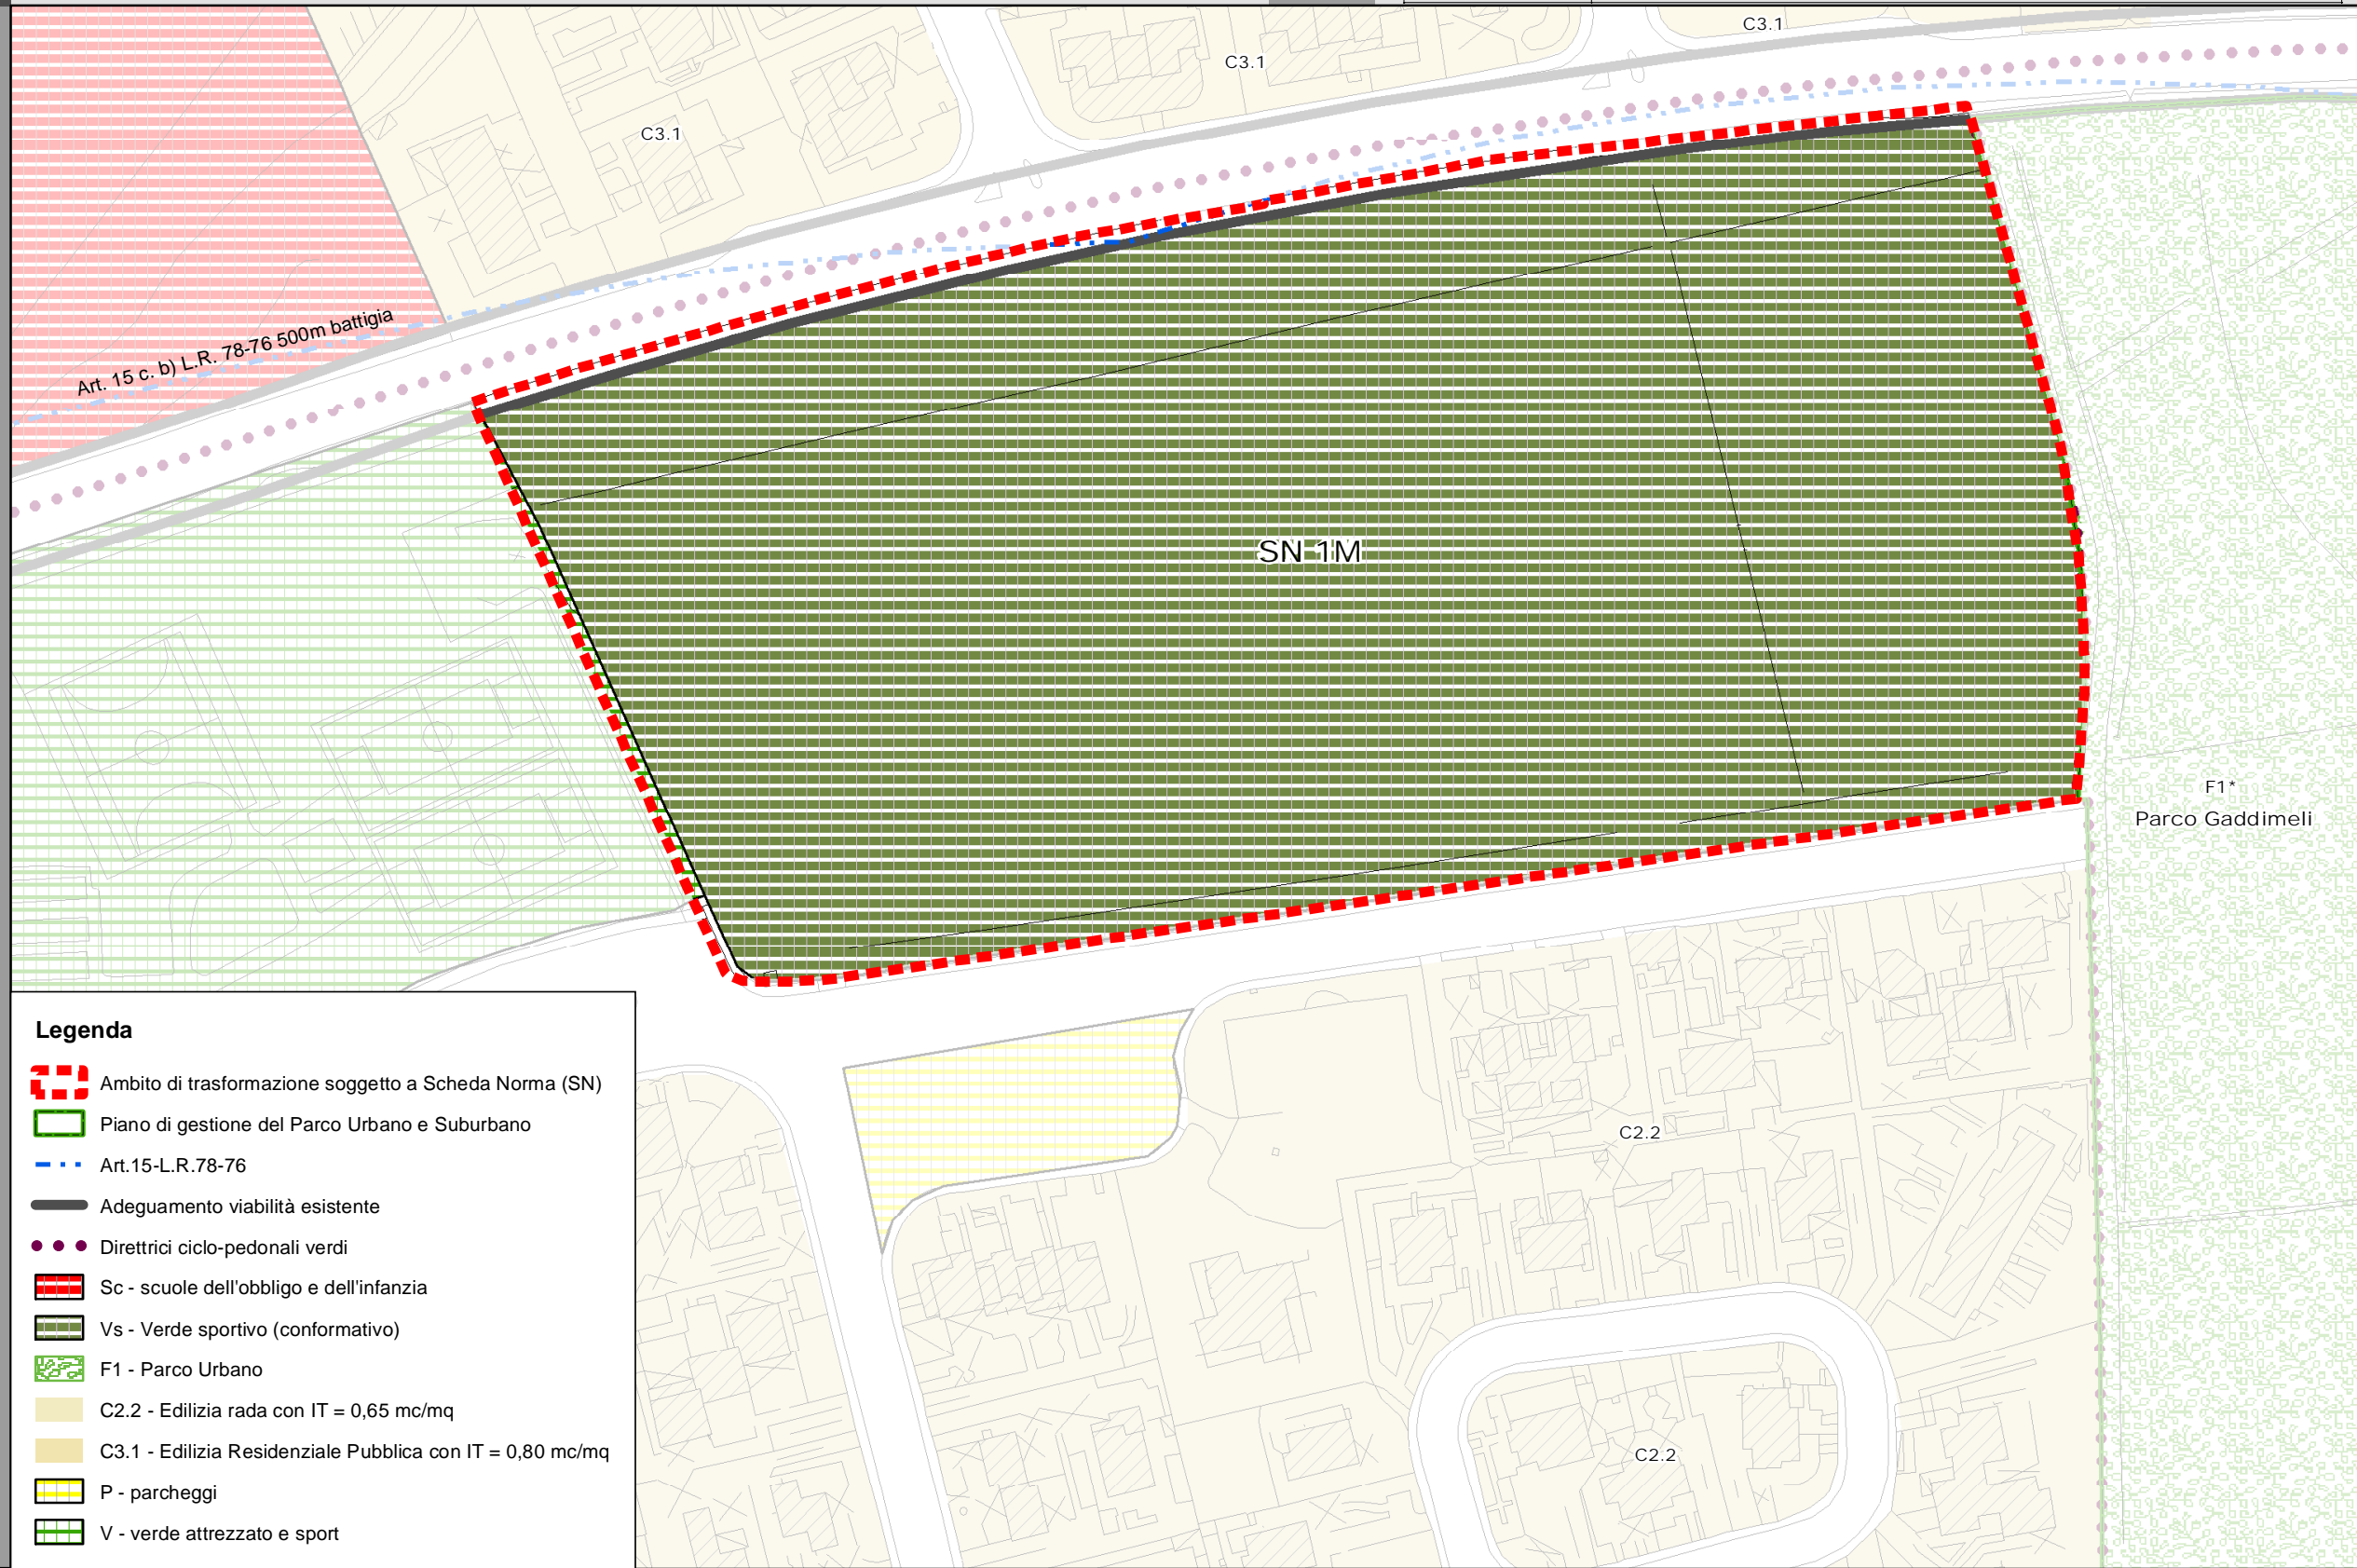 C3.1
C3.1
C3.1
Art. 15 c. b) L.R. 78-76 500m battigia
SN 1M
F1*
Parco Gaddimeli
C2.2
C2.2
Legenda
Ambito di trasformazione soggetto a Scheda Norma (SN)
Piano di gestione del Parco Urbano e Suburbano
Art.15-L.R.78-76
Adeguamento viabilità esistente
Direttrici ciclo-pedonali verdi
Sc - scuole dell'obbligo e dell'infanzia
Vs - Verde sportivo (conformativo)
F1 - Parco Urbano
C2.2 - Edilizia rada con IT = 0,65 mc/mq
C3.1 - Edilizia Residenziale Pubblica con IT = 0,80 mc/mq
P - parcheggi
V - verde attrezzato e sport